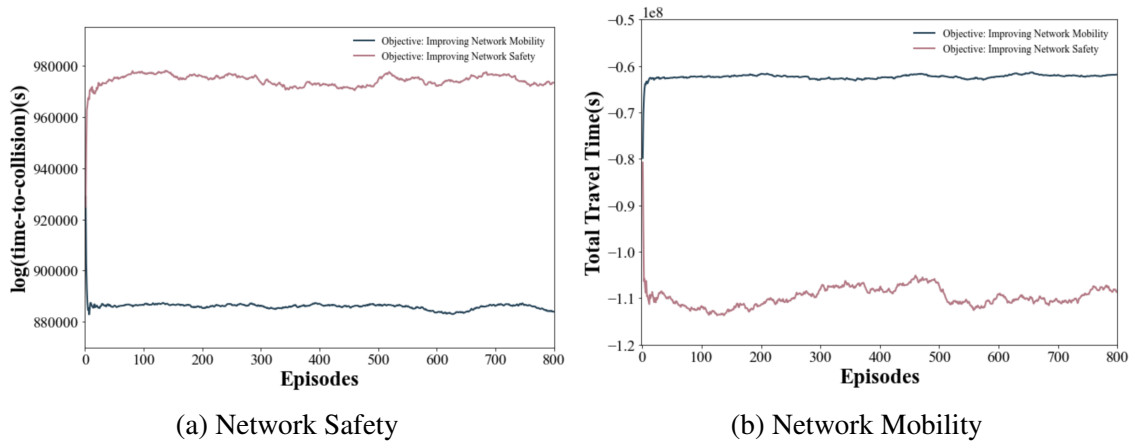 Objective: Improving Network Mobility
Objective: Improving Network Safety
980000
960000
940000
920000
900000
880000
log(time-to-collision)(s)
0 100 200 300 400 500 600 700 800
Episodes
(a) Network Safety
1e8
Objective: Improving Network Mobility
Objective: Improving Network Safety
−0.5
−0.6
−0.7
−0.8
−0.9
−1.0
−1.1
−1.2
Total Travel Time(s)
0 100 200 300 400 500 600 700 800
Episodes
(b) Network Mobility